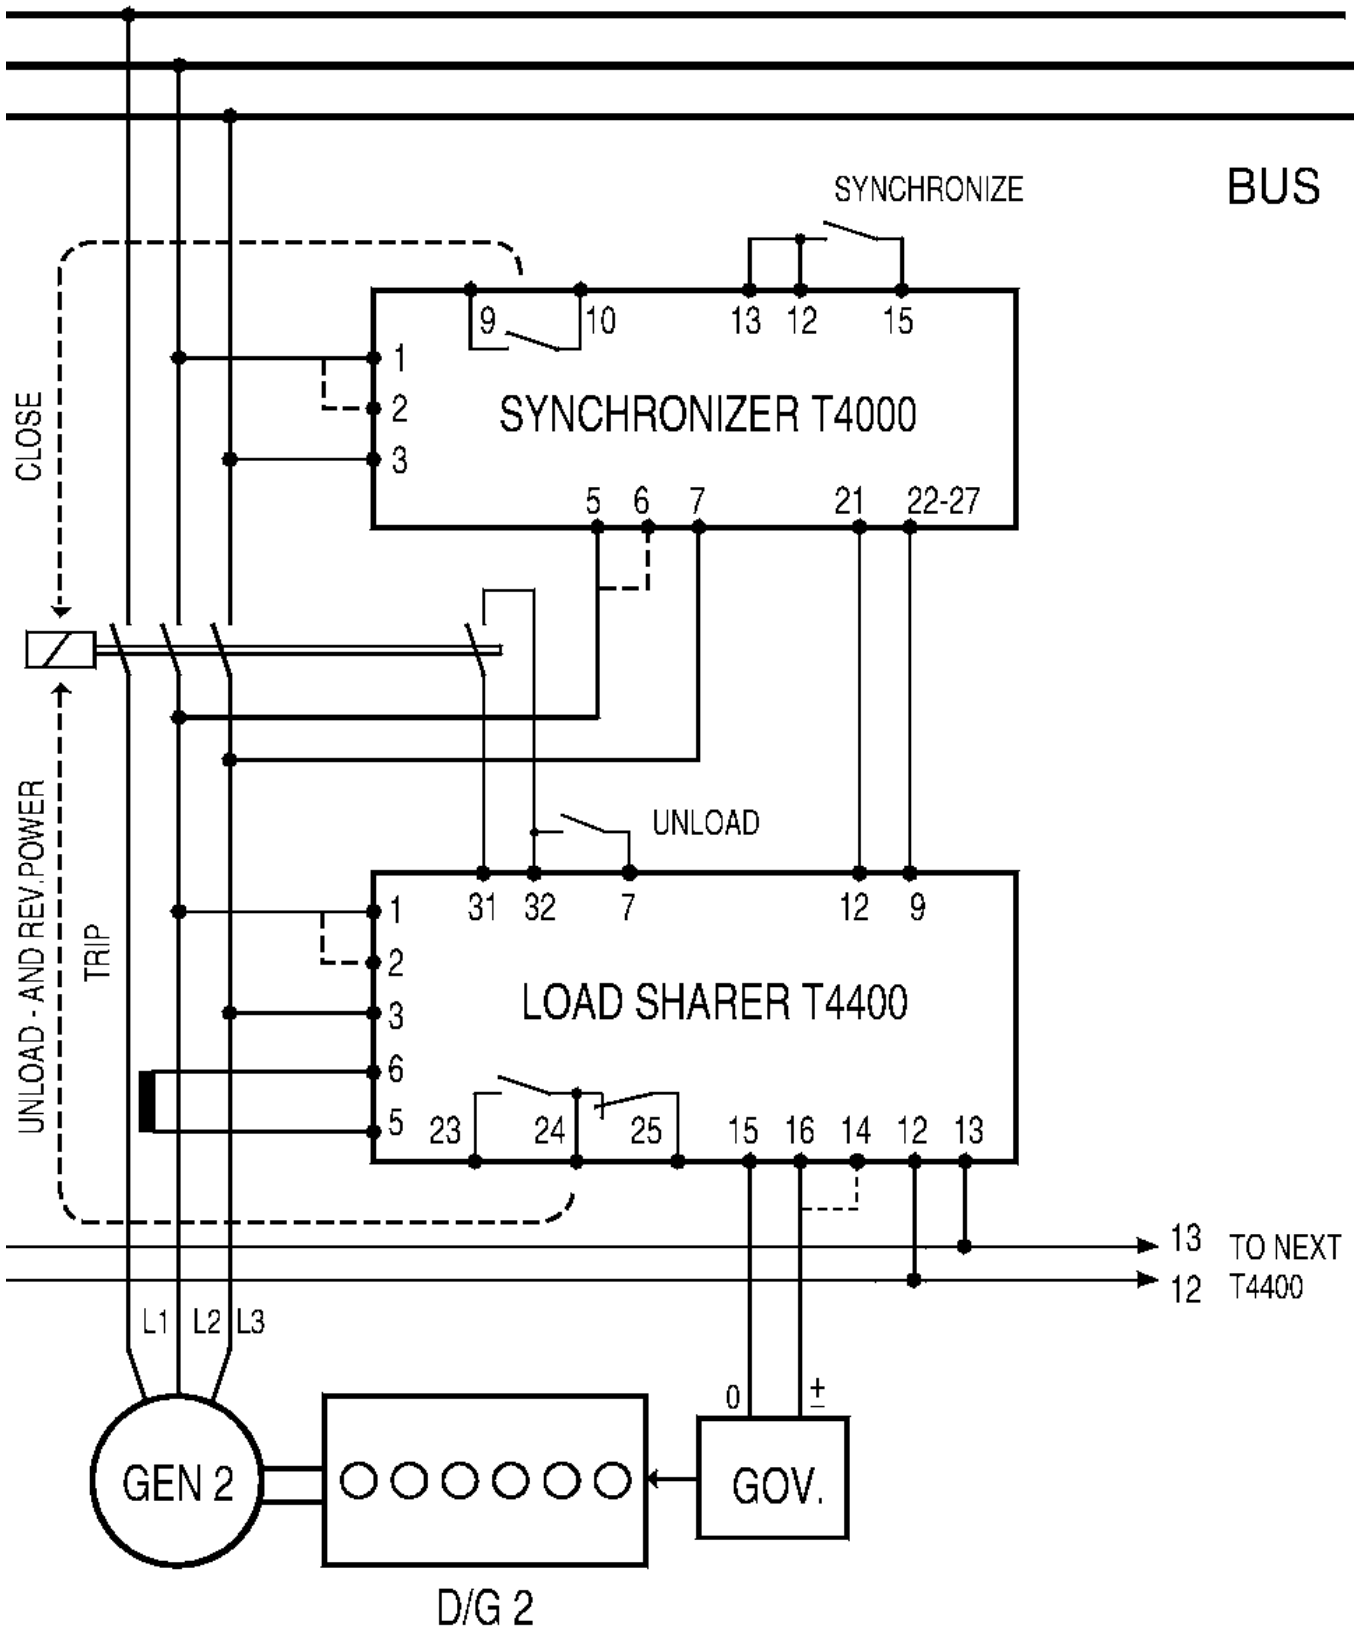 SYNCHRONIZE
BUS
9 10 13 12 15
1
SYNCHRONIZER T4000
2
3
CLOSE
5 6 7 21 22-27
UNLOAD
UNLOAD - AND REV.POWER
TRIP
31 32 7 12 9
1
2
LOAD SHARER T4400
3
6
5
23 24 25 15 16 14 12 13
13 TO NEXT
12 T4400
L1 L2 L3
0 ±
GEN 2
GOV.
D/G 2